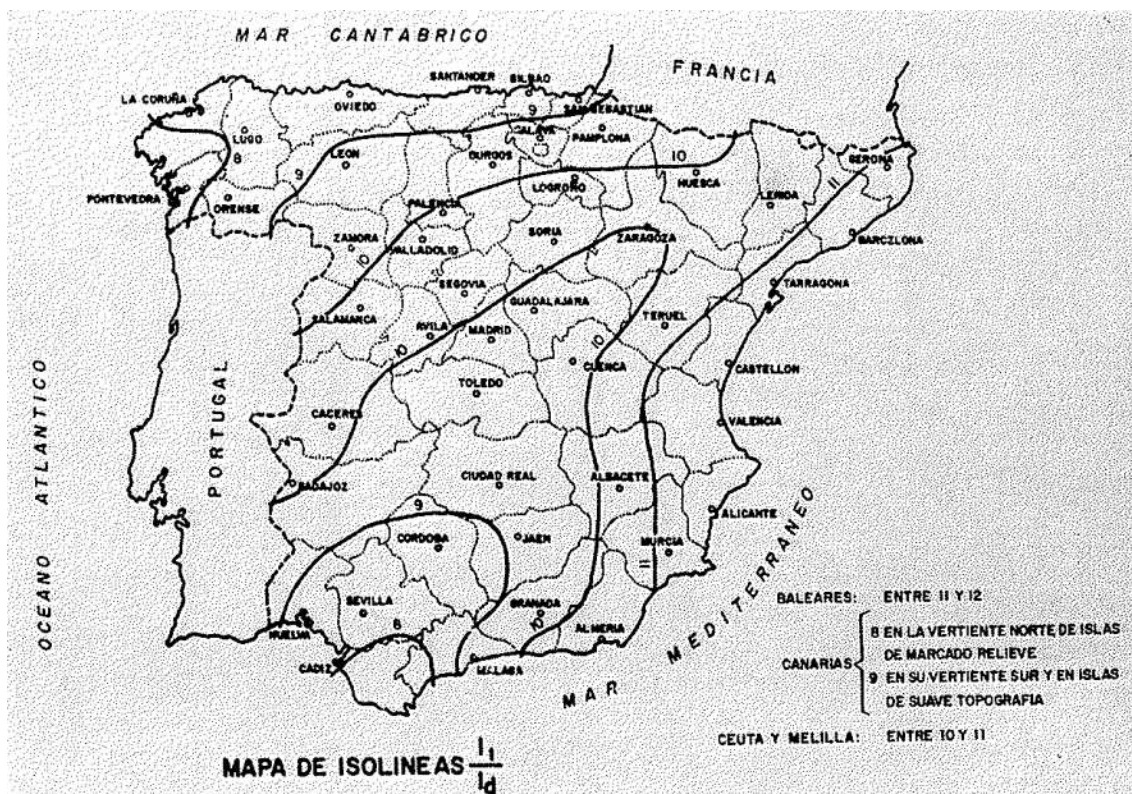 MAR CANTABRICO
FRANCIA
SANTANDER
BILBAO
LA CORUÑA
OVIEDO
SAN SEBASTIAN
9
LUGO
CALAVA
PAMPLONA
8
LEON
BURGOS
10
GERONA
9
11
HUESCA
LOGROÑO
LERIDA
PONTEVEDRA
ORENSE
PALENCIA
ZAMORA
VALLADOLID
SORIA
ZARAGOZA
BARCZLONA
10
SEGOVIA
TARRAGONA
SALAMANCA
GUADALAJARA
TERUEL
AVILA
MADRID
10
10
CUENCA
CASTELLON
TOLEDO
CACERES
VALENCIA
OCEANO ATLANTICO
PORTUGAL
BADAJOZ
CIUDAD REAL
ALBACETE
9
ALICANTE
CORDOBA
JAEN
MURCIA
11
SEVILLA
GRANADA
10
HUELVA
8
ALMERIA
CADIZ
MALAGA
MAR MEDITERRANEO
BALEARES: ENTRE 11 Y 12
CANARIAS
8 EN LA VERTIENTE NORTE DE ISLAS
DE MARCADO RELIEVE
9 EN SU VERTIENTE SUR Y EN ISLAS
DE SUAVE TOPOGRAFIA
CEUTA Y MELILLA: ENTRE 10 Y 11
MAPA DE ISOLINEAS I1/Id